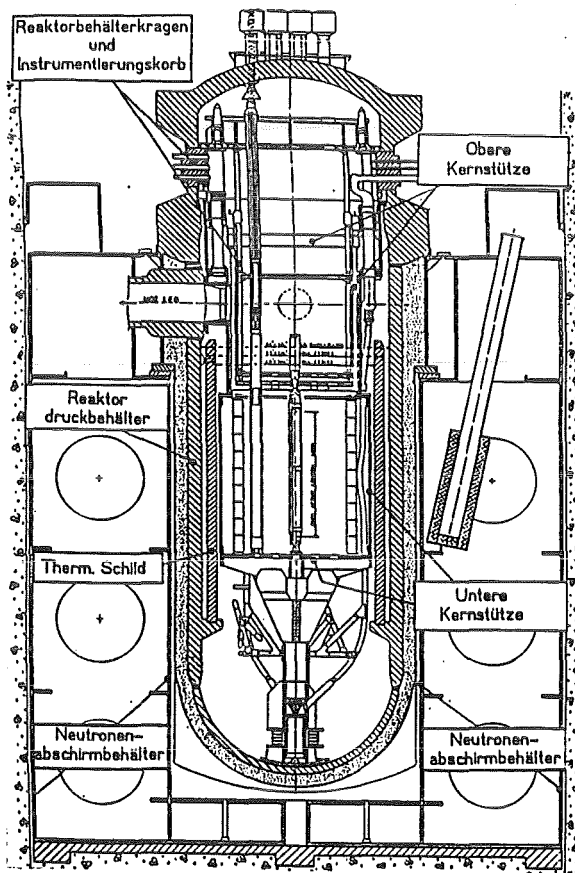 Reaktorbehälterkragen
und
Instrumentierungskorb
Obere
Kernstütze
Reaktor
druckbehälter
Therm. Schild
Untere
Kernstütze
Neutronen-
abschirmbehälter
Neutronen-
abschirmbehälter